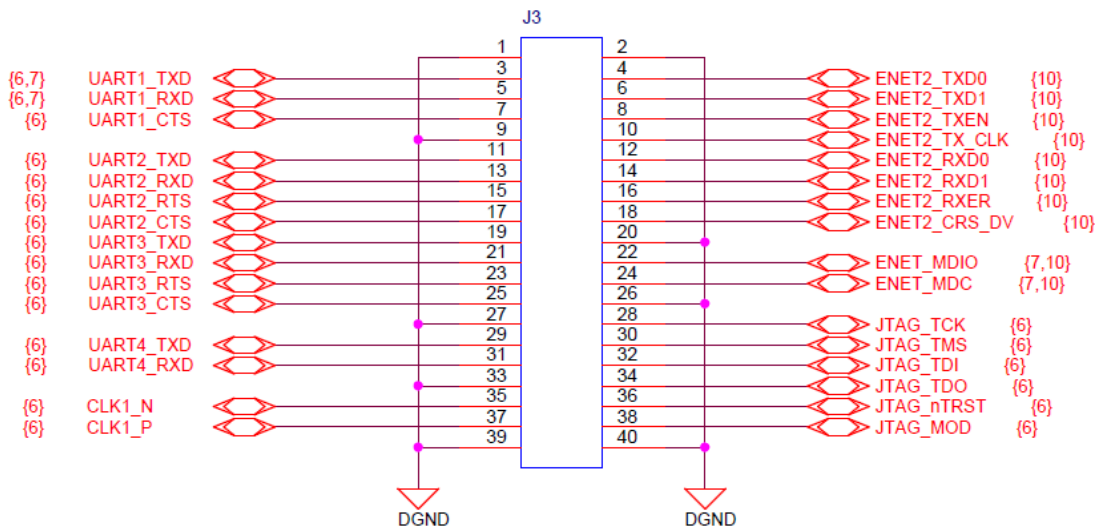 J3
1 2
{6,7} UART1_TXD 3 4 ENET2_TXD0 {10}
{6,7} UART1_RXD 5 6 ENET2_TXD1 {10}
{6} UART1_CTS 7 8 ENET2_TXEN {10}
9 10 ENET2_TX_CLK {10}
{6} UART2_TXD 11 12 ENET2_RXD0 {10}
{6} UART2_RXD 13 14 ENET2_RXD1 {10}
{6} UART2_RTS 15 16 ENET2_RXER {10}
{6} UART2_CTS 17 18 ENET2_CRS_DV {10}
{6} UART3_TXD 19 20
{6} UART3_RXD 21 22 ENET_MDIO {7,10}
{6} UART3_RTS 23 24 ENET_MDC {7,10}
{6} UART3_CTS 25 26
27 28 JTAG_TCK {6}
{6} UART4_TXD 29 30 JTAG_TMS {6}
{6} UART4_RXD 31 32 JTAG_TDI {6}
33 34 JTAG_TDO {6}
{6} CLK1_N 35 36 JTAG_nTRST {6}
{6} CLK1_P 37 38 JTAG_MOD {6}
39 40
DGND DGND